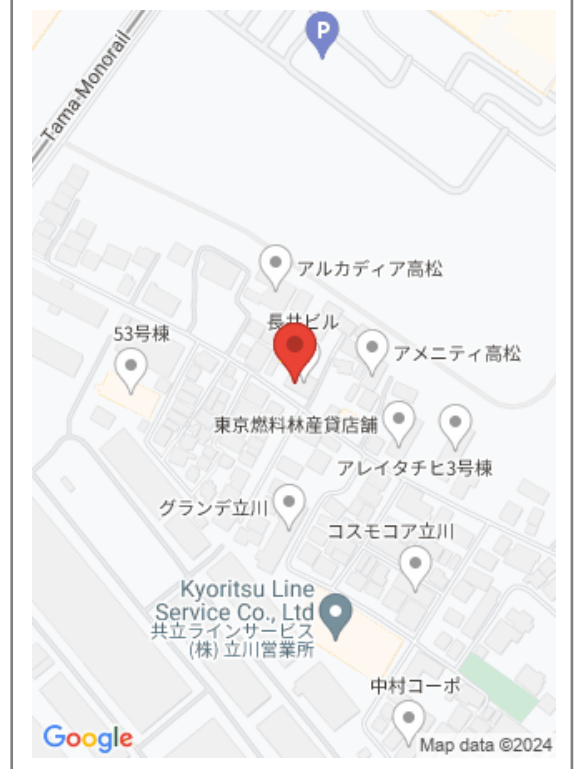 P
Tama-Monorail
アルカディア高松
長井ビル
53号棟
アメニティ高松
東京燃料林産貸店舗
アレイタチヒ3号棟
グランデ立川
コスモコア立川
Kyoritsu Line
Service Co., Ltd
共立ラインサービス
(株) 立川営業所
中村コーポ
Google
Map data ©2024